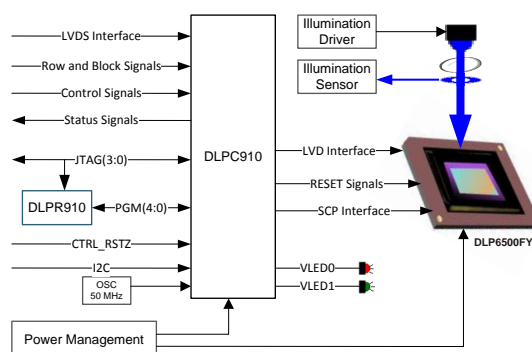 LVDS Interface
Row and Block Signals
Control Signals
Status Signals
JTAG(3:0)
DLPR910
PGM(4:0)
CTRL_RSTZ
I2C
OSC
50 MHz
Power Management
DLPC910
LVD Interface
RESET Signals
SCP Interface
VLED0
VLED1
Illumination
Driver
Illumination
Sensor
DLP6500FY